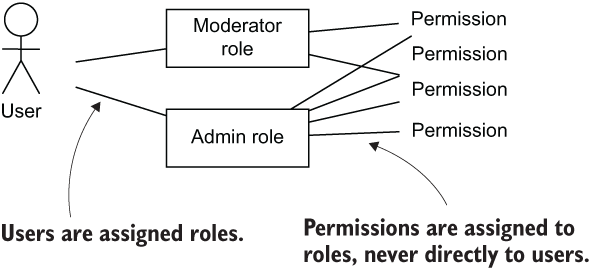 User
Moderator
role
Admin role
Permission
Permission
Permission
Permission
Users are assigned roles.
Permissions are assigned to
roles, never directly to users.